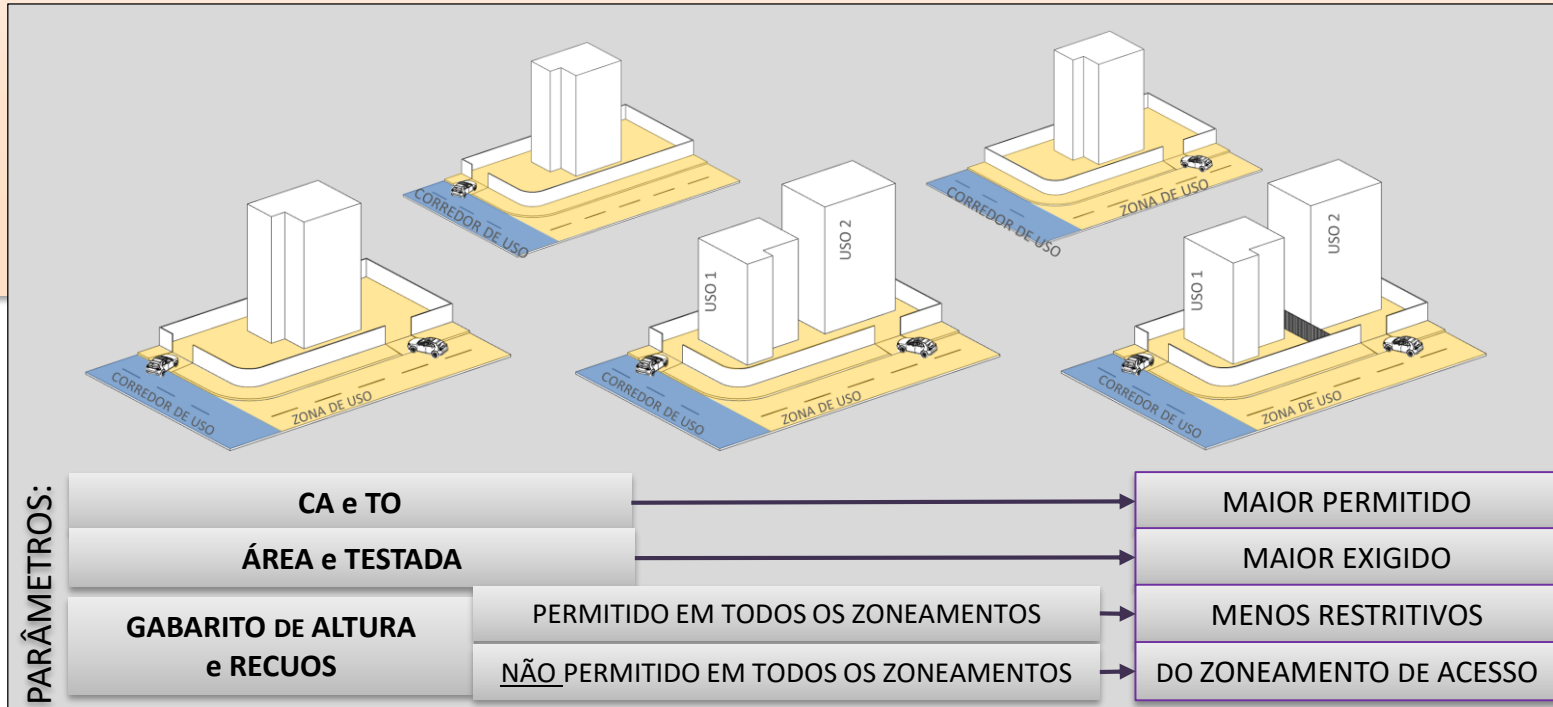 CORREDOR DE USO
CORREDOR DE USO
ZONA DE USO
CORREDOR DE USO
ZONA DE USO
USO 1
USO 2
CORREDOR DE USO
ZONA DE USO
USO 1
USO 2
CORREDOR DE USO
ZONA DE USO
PARÂMETROS:
CA e TO
MAIOR PERMITIDO
ÁREA e TESTADA
MAIOR EXIGIDO
GABARITO DE ALTURA
e RECUOS
PERMITIDO EM TODOS OS ZONEAMENTOS
MENOS RESTRITIVOS
NÃO PERMITIDO EM TODOS OS ZONEAMENTOS
DO ZONEAMENTO DE ACESSO